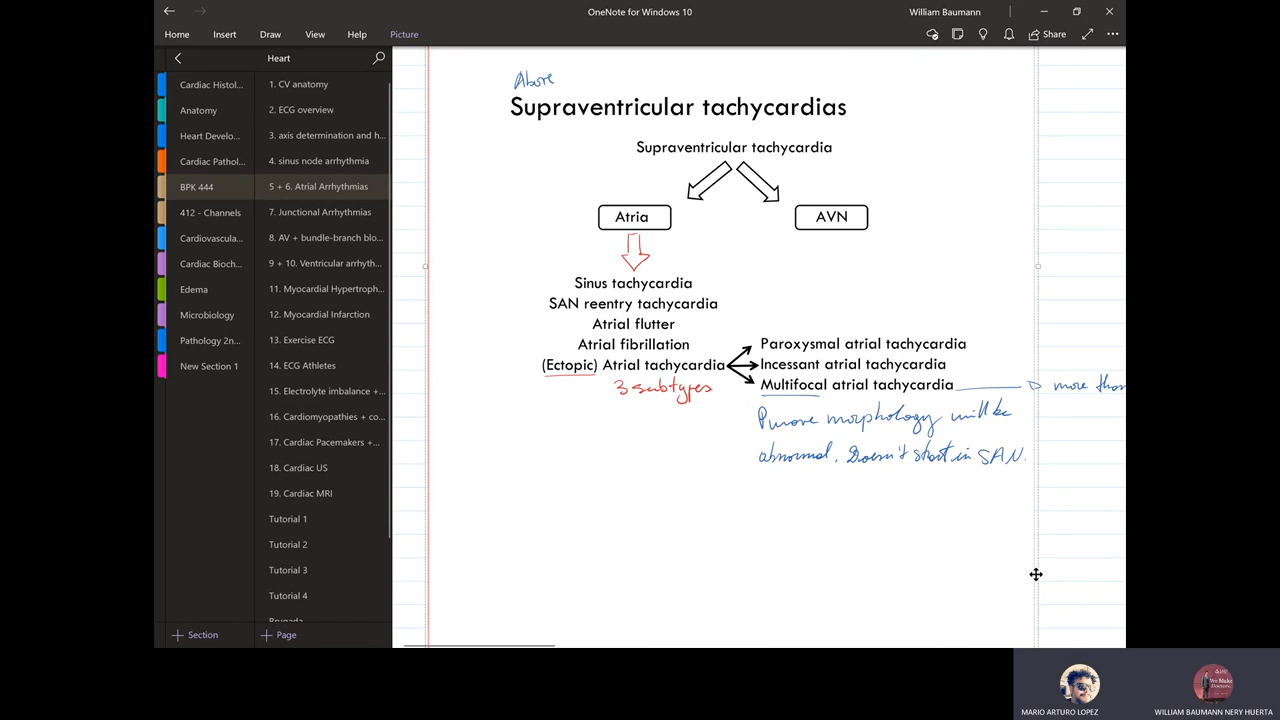 OneNote for Windows 10
William Baumann
Home Insert Draw View Help Picture
Share
Heart
Cardiac Histol...
Anatomy
Heart Develo...
Cardiac Pathol...
BPK 444
412 - Channels
Cardiovascula...
Cardiac Bioch...
Edema
Microbiology
Pathology 2n...
New Section 1
Section
1. CV anatomy
2. ECG overview
3. axis determination and h...
4. sinus node arrhythmia
5 + 6. Atrial Arrhythmias
7. Junctional Arrhythmias
8. AV + bundle-branch blo...
9 + 10. Ventricular arrhyth...
11. Myocardial Hypertroph...
12. Myocardial Infarction
13. Exercise ECG
14. ECG Athletes
15. Electrolyte imbalance +...
16. Cardiomyopathies + co...
17. Cardiac Pacemakers +...
18. Cardiac US
19. Cardiac MRI
Tutorial 1
Tutorial 2
Tutorial 3
Tutorial 4
Brugada
Page
Above
Supraventricular tachycardias
Supraventricular tachycardia
Atria
AVN
Sinus tachycardia
SAN reentry tachycardia
Atrial flutter
Atrial fibrillation
(Ectopic) Atrial tachycardia
3 subtypes
Paroxysmal atrial tachycardia
Incessant atrial tachycardia
Multifocal atrial tachycardia more than
P wave morphology will be
abnormal. Doesn't start in SAN.
MARIO ARTURO LOPEZ
WILLIAM BAUMANN NERY HUERTA